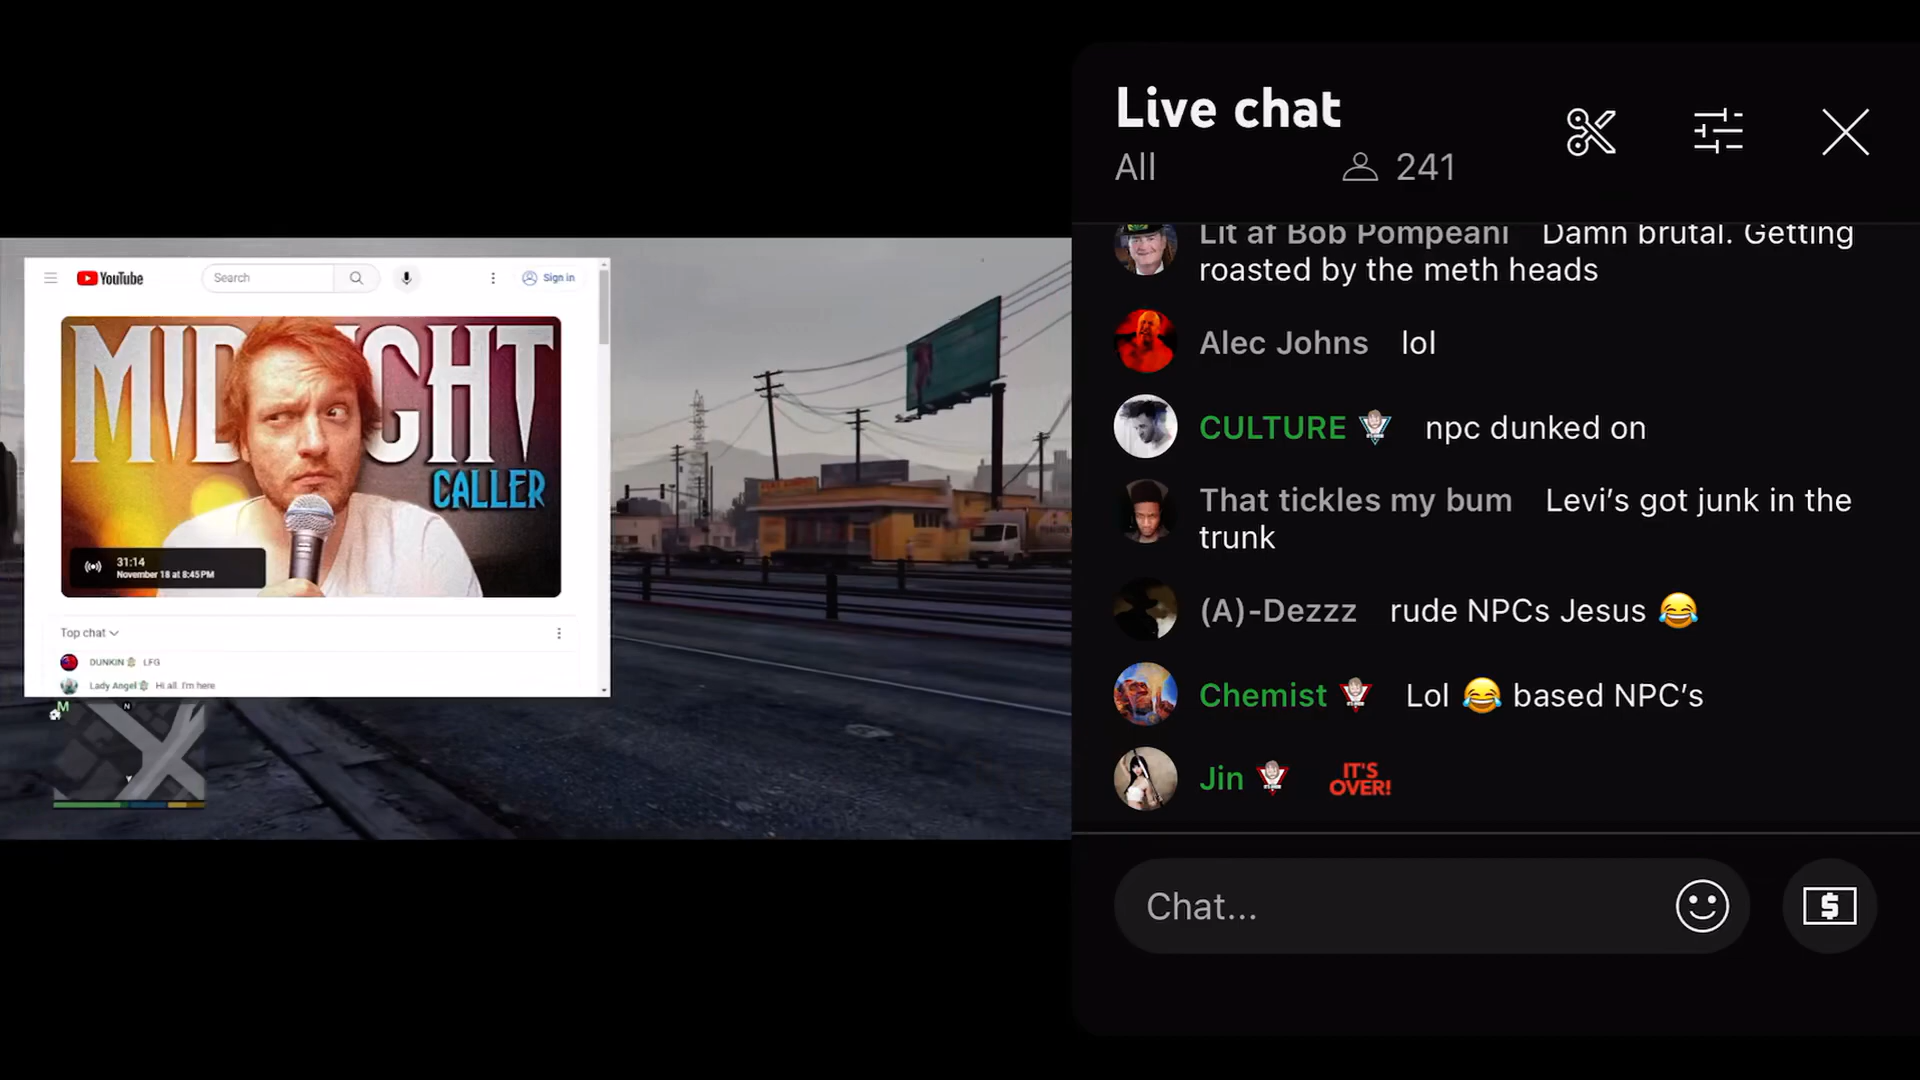 Live chat
All
241
Lit af Bob Pompeani Damn brutal. Getting
roasted by the meth heads
Alec Johns lol
CULTURE npc dunked on
That tickles my bum Levi’s got junk in the
trunk
(A)-Dezzz rude NPCs Jesus 😂
Chemist Lol 😂 based NPC’s
Jin IT'S
OVER!
Chat...
$
YouTube
Search
Sign in
MIDNIGHT
CALLER
31:14
November 18 at 8:45 PM
Top chat
DUNKIN LFG
Lady Angel Hi all. I'm here
M
N